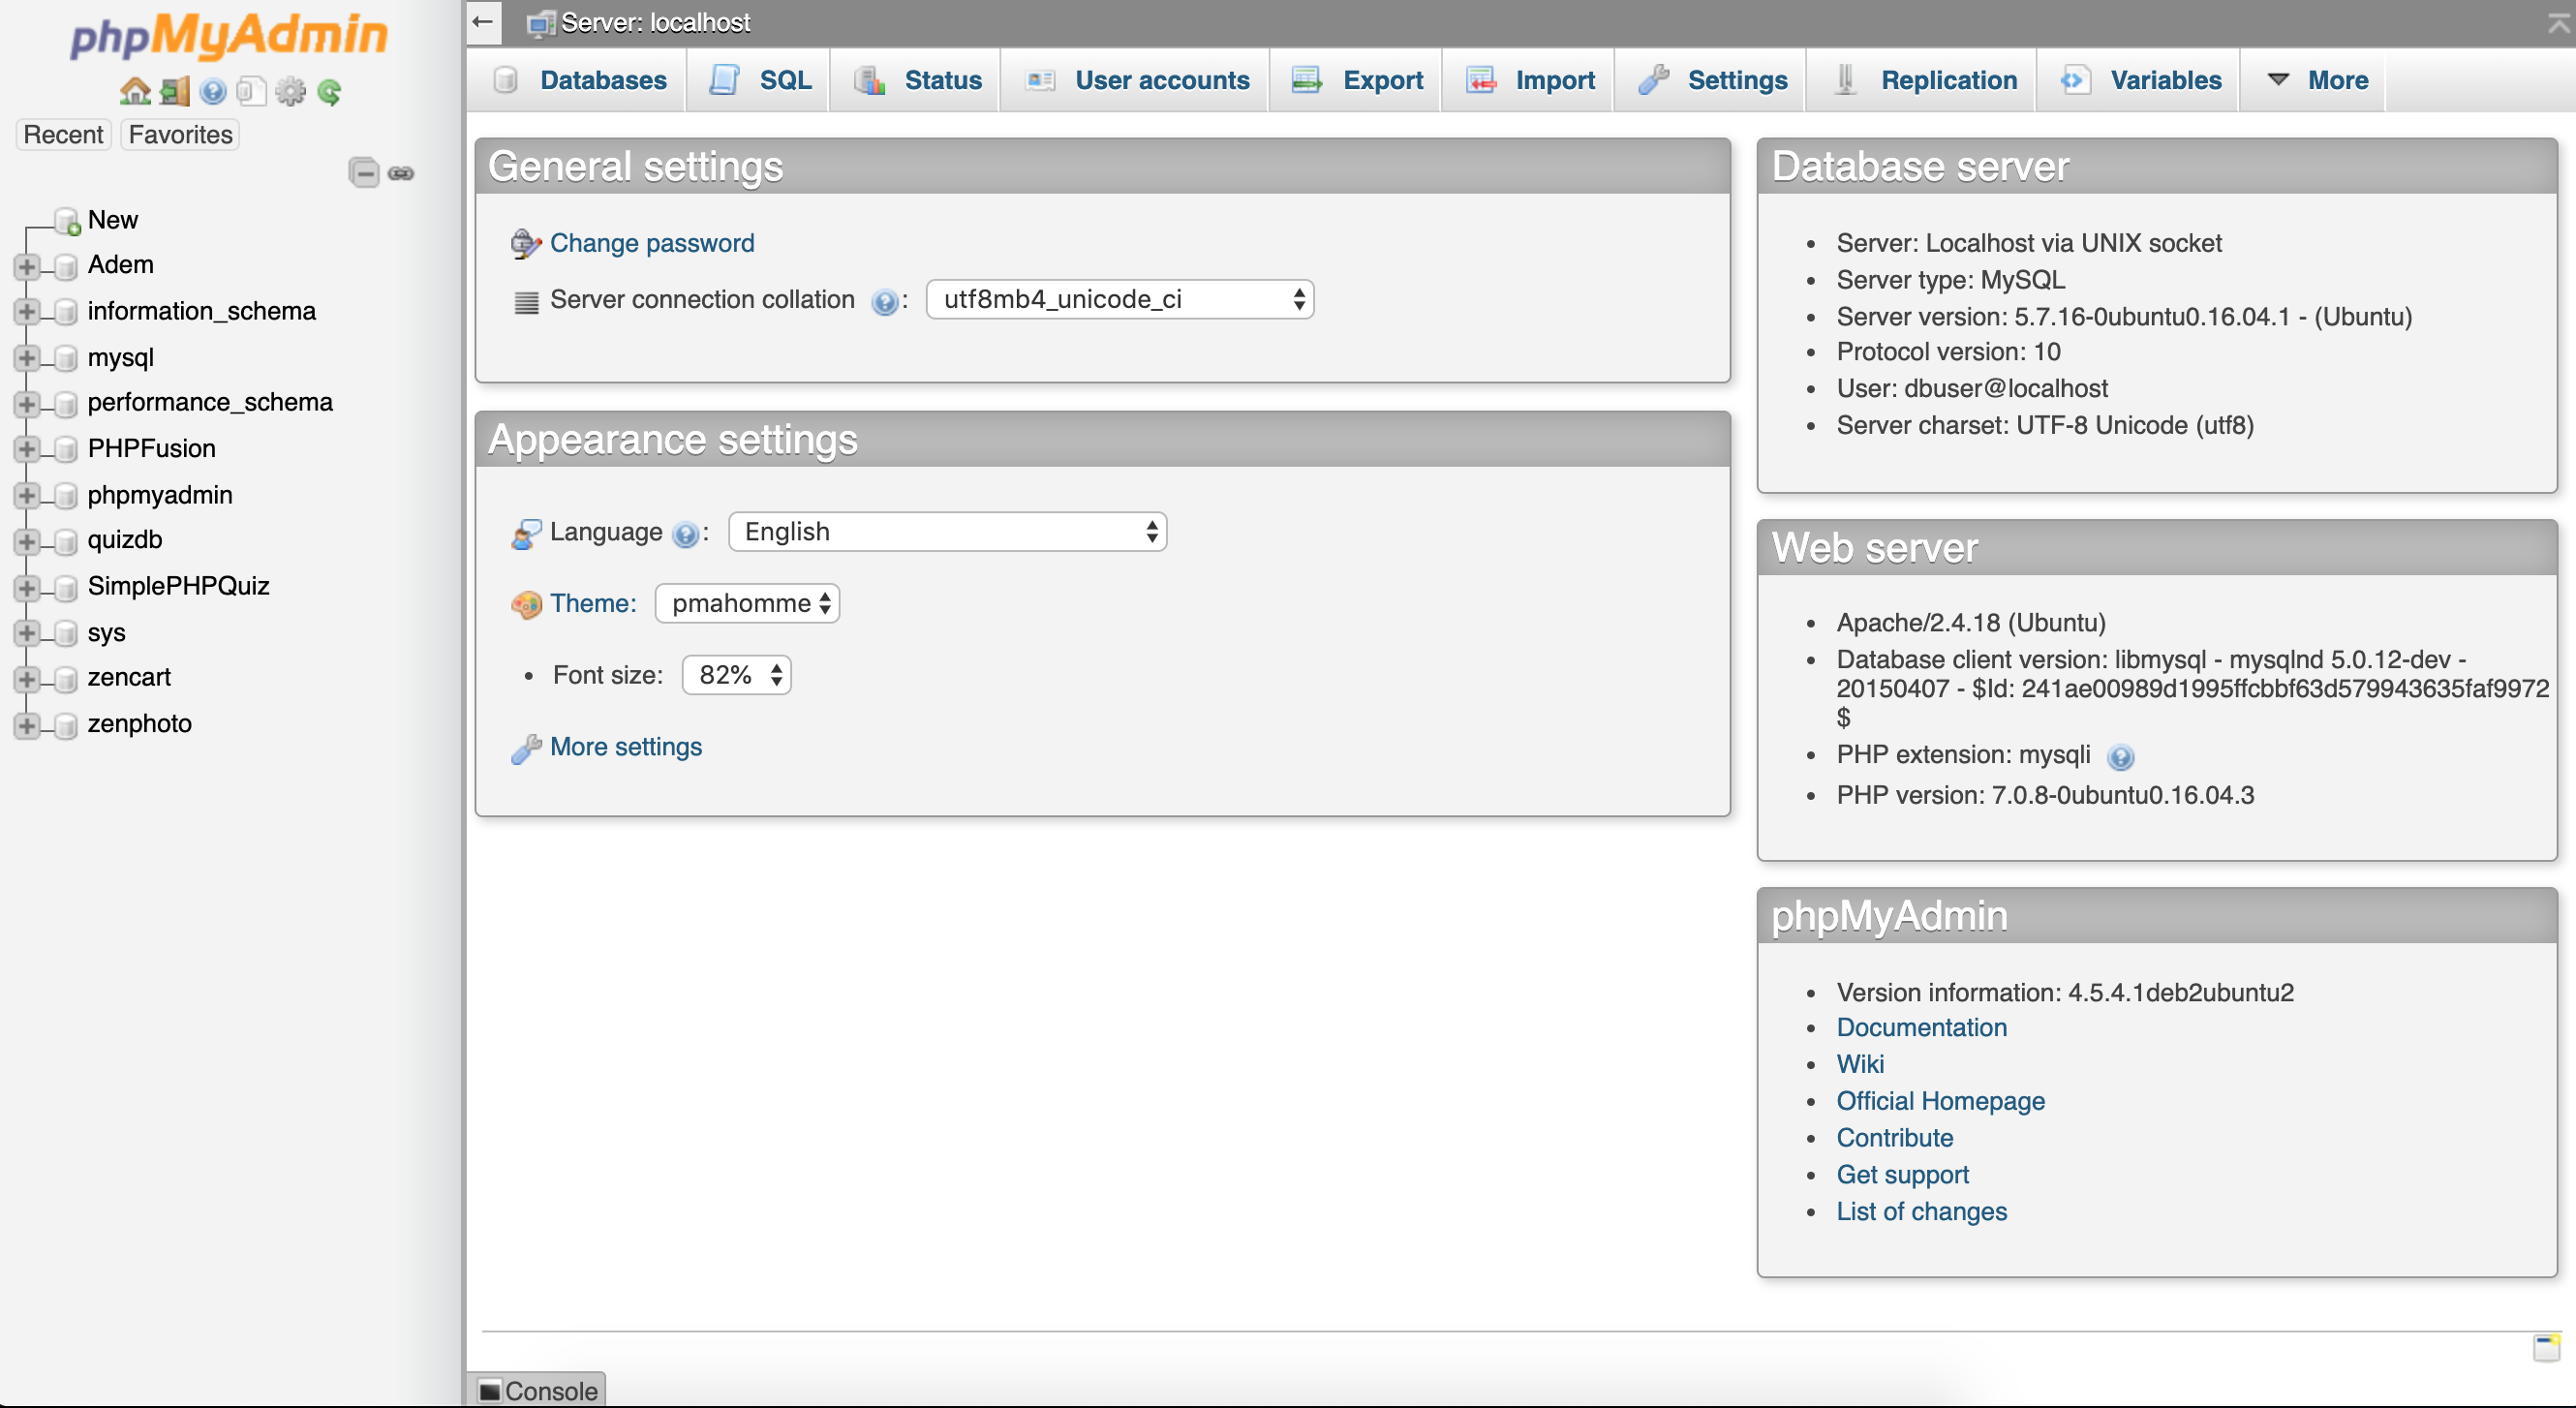 phpMyAdmin
Recent Favorites
New
Adem
information_schema
mysql
performance_schema
PHPFusion
phpmyadmin
quizdb
SimplePHPQuiz
sys
zencart
zenphoto
Server: localhost
Databases SQL Status User accounts Export Import Settings Replication Variables More
General settings
Change password
Server connection collation : utf8mb4_unicode_ci
Appearance settings
Language : English
Theme: pmahomme
• Font size: 82%
More settings
Database server
• Server: Localhost via UNIX socket
• Server type: MySQL
• Server version: 5.7.16-0ubuntu0.16.04.1 - (Ubuntu)
• Protocol version: 10
• User: dbuser@localhost
• Server charset: UTF-8 Unicode (utf8)
Web server
• Apache/2.4.18 (Ubuntu)
• Database client version: libmysql - mysqlnd 5.0.12-dev -
20150407 - $Id: 241ae00989d1995ffcbbf63d579943635faf9972
$
• PHP extension: mysqli
• PHP version: 7.0.8-0ubuntu0.16.04.3
phpMyAdmin
• Version information: 4.5.4.1deb2ubuntu2
• Documentation
• Wiki
• Official Homepage
• Contribute
• Get support
• List of changes
Console